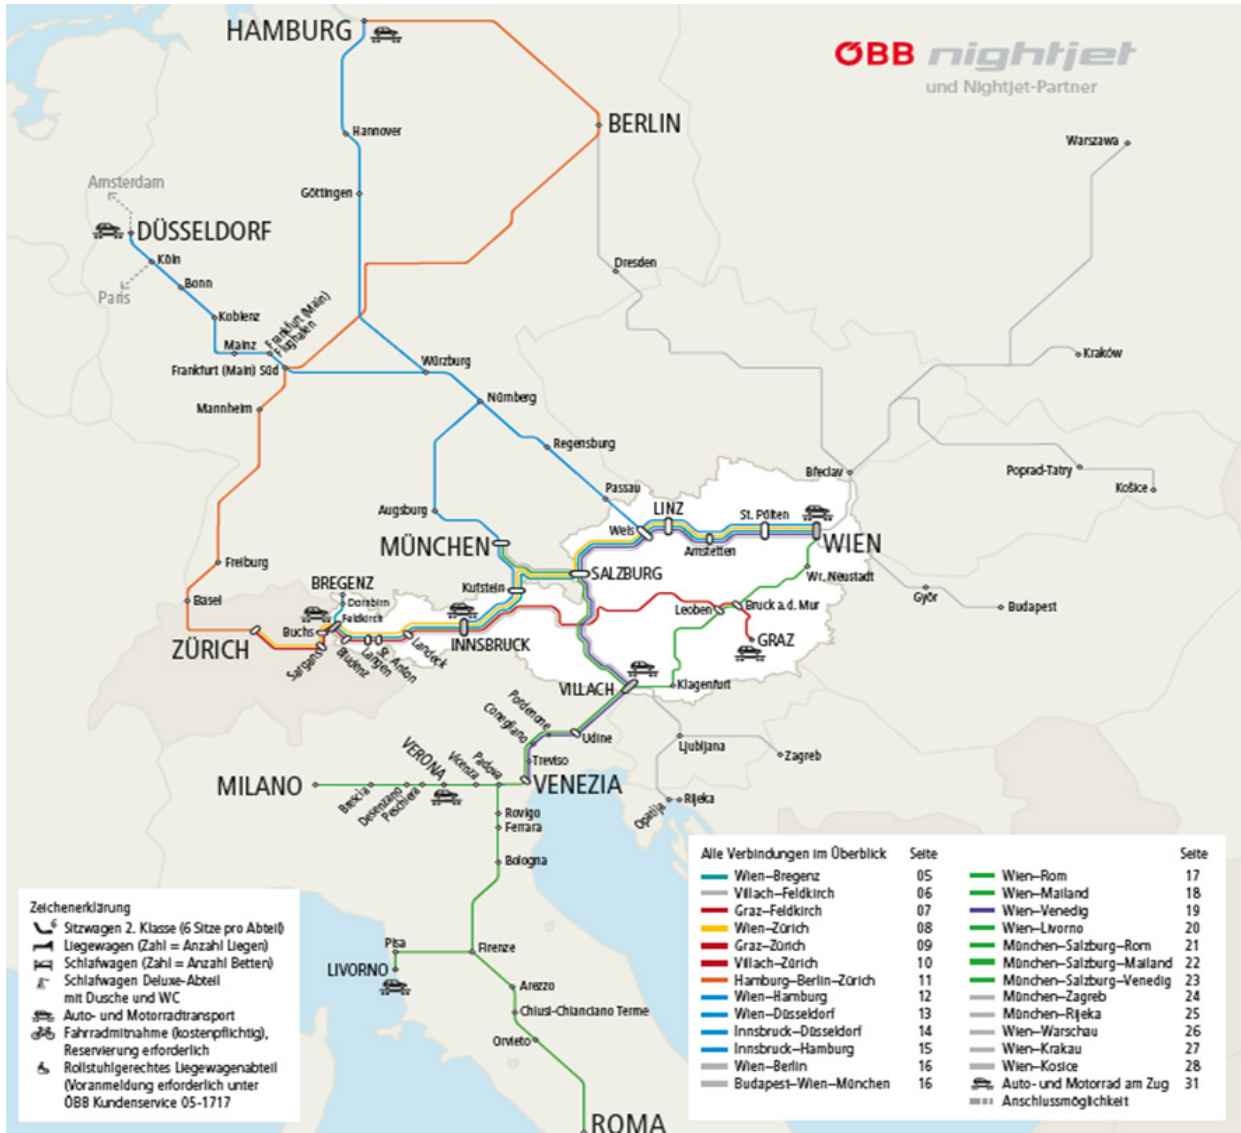 HAMBURG
ÖBB nightjet
und Nightjet-Partner
BERLIN
Hannover
Warszawa
Amsterdam
Göttingen
DÜSSELDORF
Köln
Dresden
Bonn
Paris
Koblenz
Frankfurt (Main)
Flughafen
Mainz
Würzburg
Kraków
Frankfurt (Main) Süd
Mannheim
Nürnberg
Regensburg
Břeclav
Poprad-Tatry
Košice
Passau
Augsburg
LINZ
St. Pölten
Wels
MÜNCHEN
Amstetten
WIEN
Freiburg
SALZBURG
Wr. Neustadt
BREGENZ
Kufstein
Basel
Dornbirn
Györ
Budapest
Feldkirch
Leoben
Bruck a.d. Mur
Buchs
ZÜRICH
INNSBRUCK
GRAZ
Sargans
Bludenz
Langen
St. Anton
Landeck
VILLACH
Klagenfurt
Pordenone
Conegliano
Udine
Ljubljana
Zagreb
Treviso
VERONA
Vicenza
Padova
MILANO
VENEZIA
Brescia
Desenzano
Peschiera
Opatija
Rijeka
Rovigo
Ferrara
Bologna
Pisa
Firenze
LIVORNO
Arezzo
Chiusi-Chianciano Terme
Orvieto
ROMA
Zeichenerklärung
Sitzwagen 2. Klasse (6 Sitze pro Abteil)
Liegewagen (Zahl = Anzahl Liegen)
Schlafwagen (Zahl = Anzahl Betten)
Schlafwagen Deluxe-Abteil
mit Dusche und WC
Auto- und Motorradtransport
Fahrradmitnahme (kostenpflichtig),
Reservierung erforderlich
Rollstuhlgerechtes Liegewagenabteil
(Voranmeldung erforderlich unter
ÖBB Kundenservice 05-1717
Alle Verbindungen im Überblick Seite
Wien–Bregenz 05
Villach–Feldkirch 06
Graz–Feldkirch 07
Wien–Zürich 08
Graz–Zürich 09
Villach–Zürich 10
Hamburg–Berlin–Zürich 11
Wien–Hamburg 12
Wien–Düsseldorf 13
Innsbruck–Düsseldorf 14
Innsbruck–Hamburg 15
Wien–Berlin 16
Budapest–Wien–München 16
Seite
Wien–Rom 17
Wien–Mailand 18
Wien–Venedig 19
Wien–Livorno 20
München–Salzburg–Rom 21
München–Salzburg–Mailand 22
München–Salzburg–Venedig 23
München–Zagreb 24
München–Rijeka 25
Wien–Warschau 26
Wien–Krakau 27
Wien–Kosice 28
Auto- und Motorrad am Zug 31
Anschlussmöglichkeit